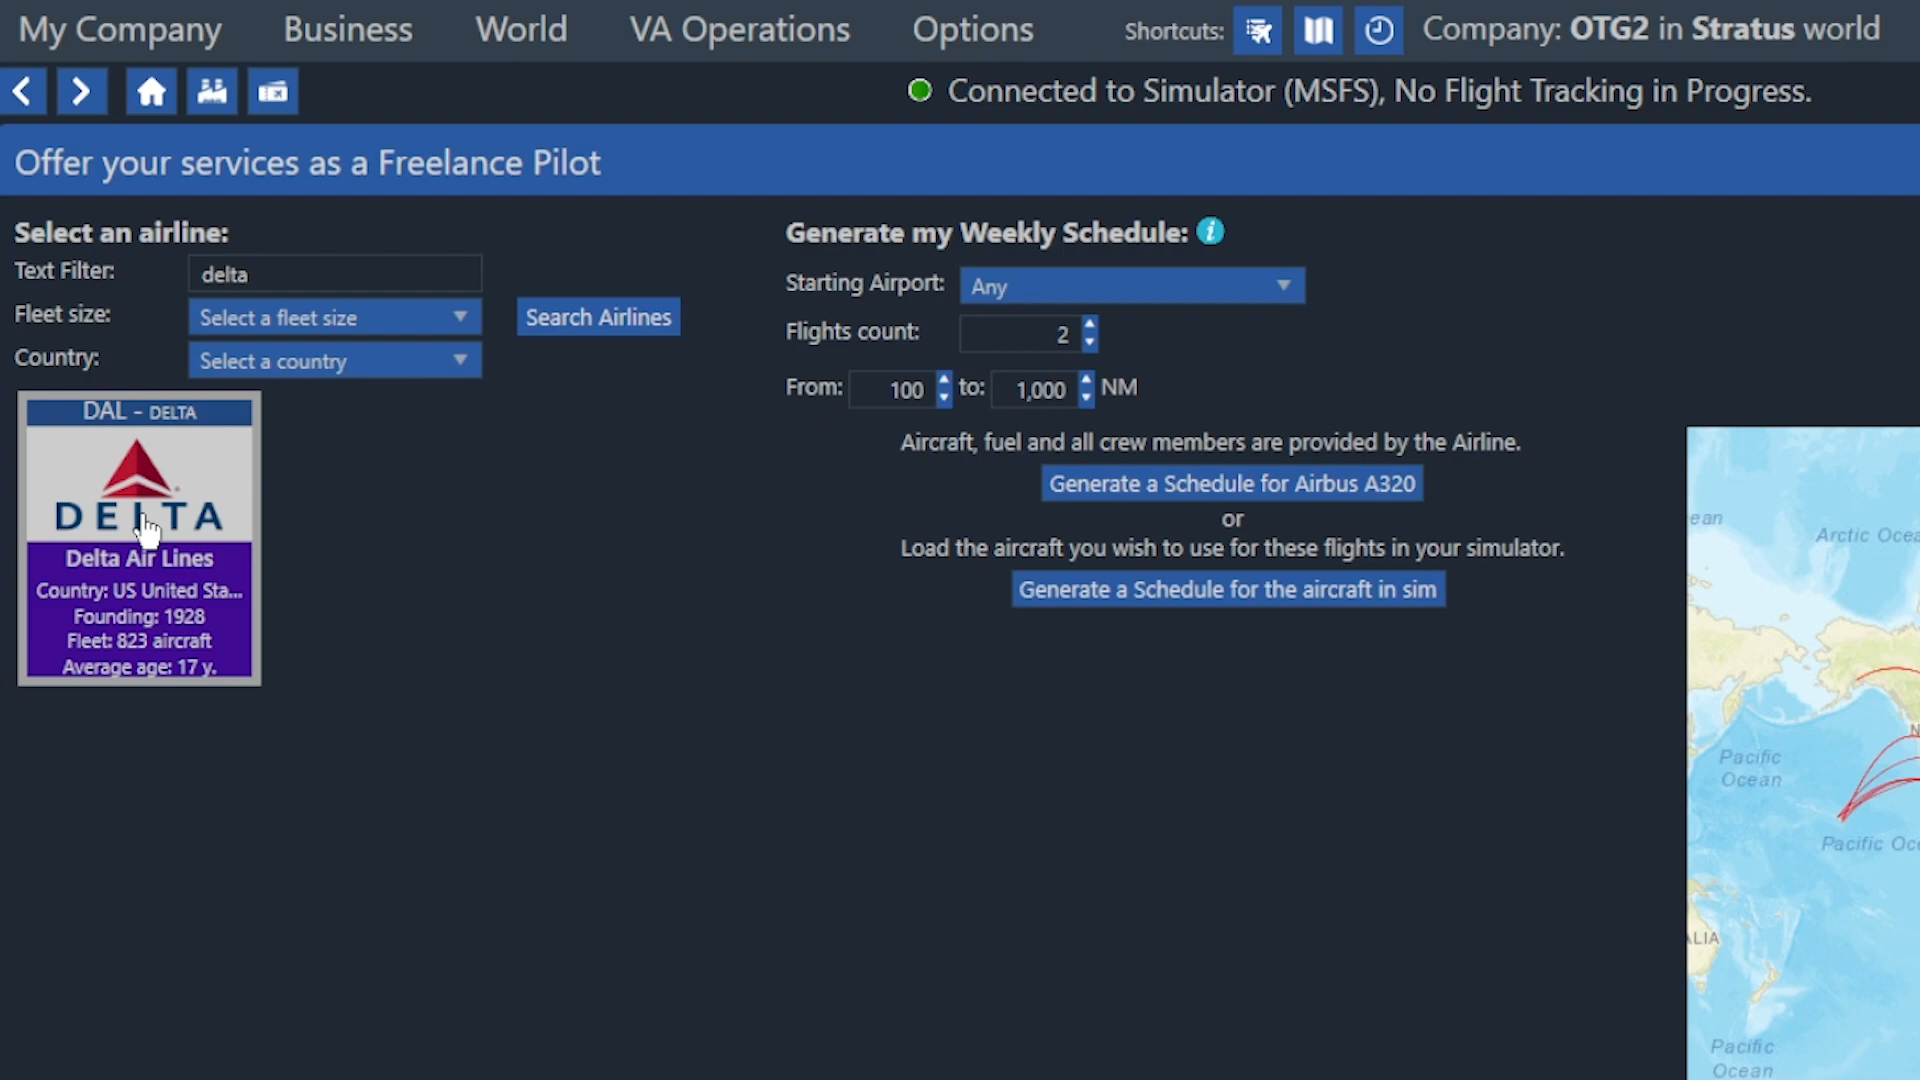 My Company Business World VA Operations Options Shortcuts: Company: OTG2 in Stratus world
Connected to Simulator (MSFS), No Flight Tracking in Progress.
Offer your services as a Freelance Pilot
Select an airline:
Text Filter: delta
Fleet size: Select a fleet size
Search Airlines
Country: Select a country
DAL - DELTA
DELTA
Delta Air Lines
Country: US United Sta...
Founding: 1928
Fleet: 823 aircraft
Average age: 17 y.
Generate my Weekly Schedule: i
Starting Airport: Any
Flights count: 2
From: 100 to: 1,000 NM
Aircraft, fuel and all crew members are provided by the Airline.
Generate a Schedule for Airbus A320
or
Load the aircraft you wish to use for these flights in your simulator.
Generate a Schedule for the aircraft in sim
ean
Arctic Ocea
N
Pacific
Ocean
Pacific Oce
ALIA
Pacific
Ocean